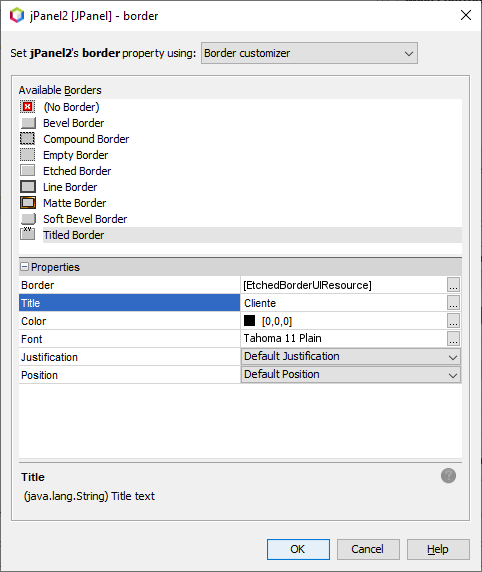 jPanel2 [JPanel] - border
Set jPanel2's border property using: Border customizer
Available Borders
(No Border)
Bevel Border
Compound Border
Empty Border
Etched Border
Line Border
Matte Border
Soft Bevel Border
XY Titled Border
Properties
Border [EtchedBorderUIResource] ...
Title Cliente ...
Color [0,0,0] ...
Font Tahoma 11 Plain ...
Justification Default Justification
Position Default Position
Title ?
(java.lang.String) Title text
OK Cancel Help